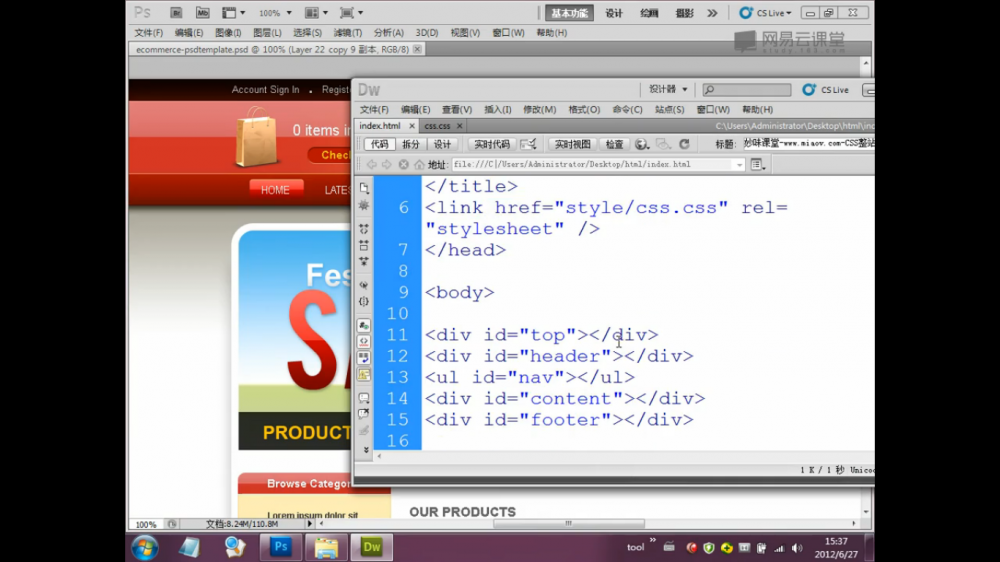 Ps Br Mb 100% 基本功能 设计 绘画 摄影 CS Live
文件(F) 编辑(E) 图像(I) 图层(L) 选择(S) 滤镜(T) 分析(A) 3D(D) 视图(V) 窗口(W) 帮助(H)
网易云课堂
study.163.com
ecommerce-psdtemplate.psd @ 100% (Layer 22 copy 9 副本, RGB/8)
Account Sign In
0 items in
HOME
Fes
PRODUCT
Browse Categor
Lorem ipsum dolor sit
OUR PRODUCTS
100% 文档:8.24M/110.8M
Dw 设计器 CS Live
文件(F) 编辑(E) 查看(V) 插入(I) 修改(M) 格式(O) 命令(C) 站点(S) 窗口(W) 帮助(H)
index.html css.css C:\Users\Administrator\Desktop\html\ind
代码 拆分 设计 实时代码 实时视图 检查 标题: 妙味课堂-www.miaov.com-CSS整站
地址: file:///C|/Users/Administrator/Desktop/html/index.html
</title>
6 <link href="style/css.css" rel=
"stylesheet" />
7 </head>
8
9 <body>
10
11 <div id="top"></div>
12 <div id="header"></div>
13 <ul id="nav"></ul>
14 <div id="content"></div>
15 <div id="footer"></div>
16
1 K / 1 秒 Unico
Ps Dw tool 15:37
2012/6/27